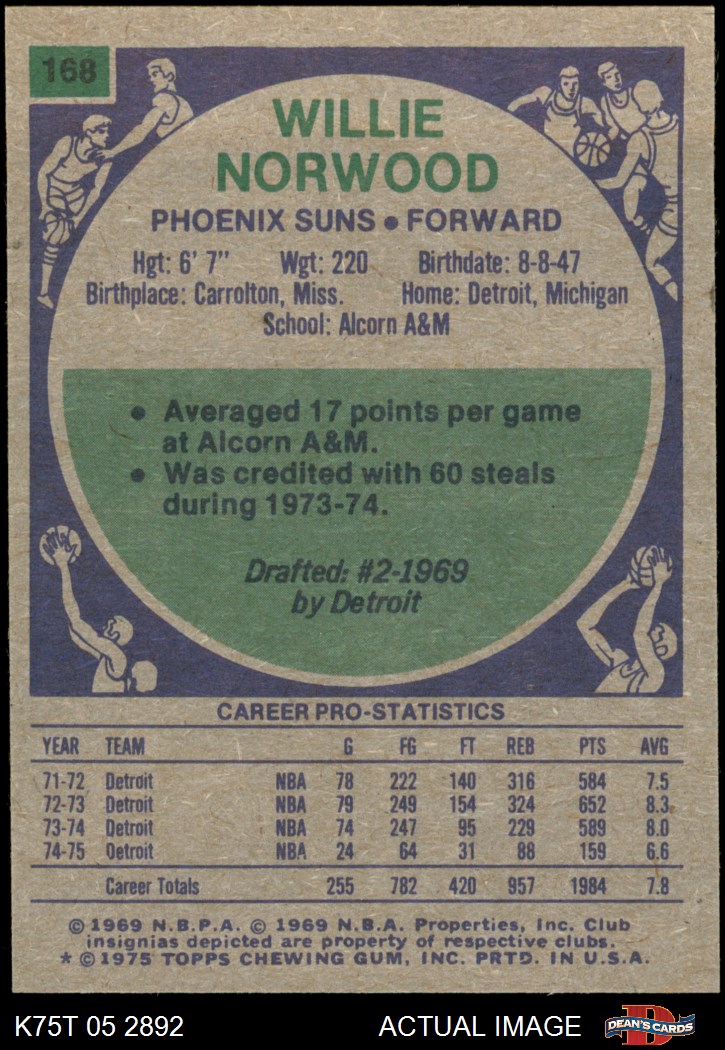 168
WILLIE
NORWOOD
PHOENIX SUNS • FORWARD
Hgt: 6' 7" Wgt: 220 Birthdate: 8-8-47
Birthplace: Carrolton, Miss. Home: Detroit, Michigan
School: Alcorn A&M
• Averaged 17 points per game
at Alcorn A&M.
• Was credited with 60 steals
during 1973-74.
Drafted: #2-1969
by Detroit
CAREER PRO-STATISTICS
YEAR TEAM G FG FT REB PTS AVG
71-72 Detroit NBA 78 222 140 316 584 7.5
72-73 Detroit NBA 79 249 154 324 652 8.3
73-74 Detroit NBA 74 247 95 229 589 8.0
74-75 Detroit NBA 24 64 31 88 159 6.6
Career Totals 255 782 420 957 1984 7.8
© 1969 N.B.P.A. © 1969 N.B.A. Properties, Inc. Club
insignias depicted are property of respective clubs.
* © 1975 TOPPS CHEWING GUM, INC. PRTD. IN U.S.A.
K75T 05 2892 ACTUAL IMAGE
D
DEAN'S CARDS